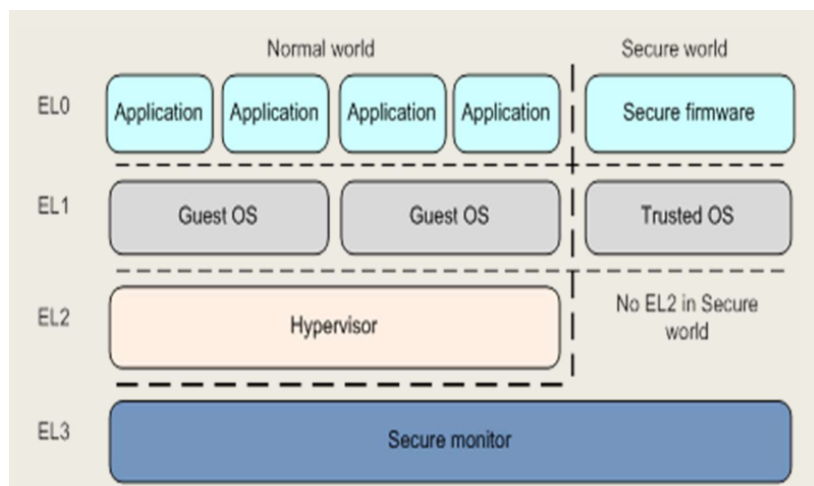 Normal world Secure world
EL0 Application Application Application Application Secure firmware
EL1 Guest OS Guest OS Trusted OS
EL2 Hypervisor No EL2 in Secure
world
EL3 Secure monitor